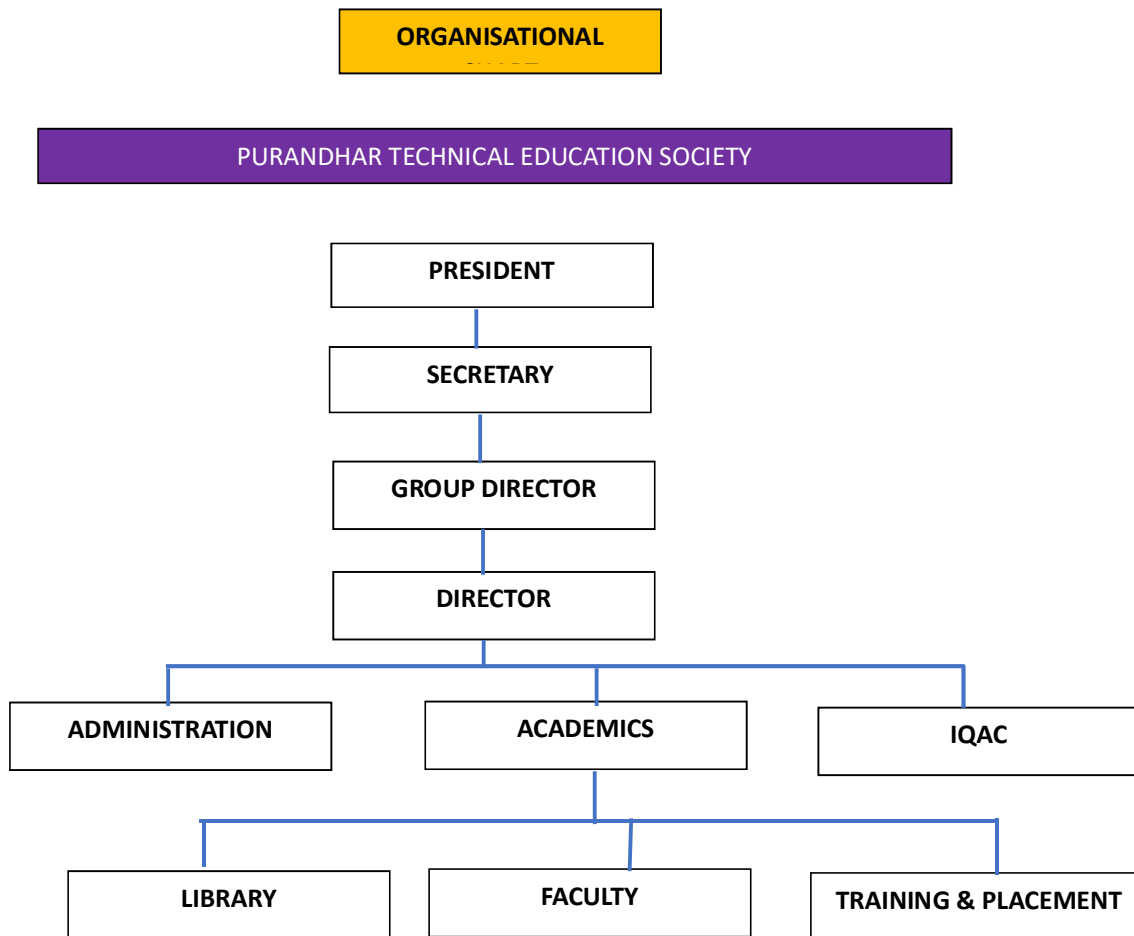 ORGANISATIONAL
PURANDHAR TECHNICAL EDUCATION SOCIETY
PRESIDENT
SECRETARY
GROUP DIRECTOR
DIRECTOR
ADMINISTRATION
ACADEMICS
IQAC
LIBRARY
FACULTY
TRAINING & PLACEMENT